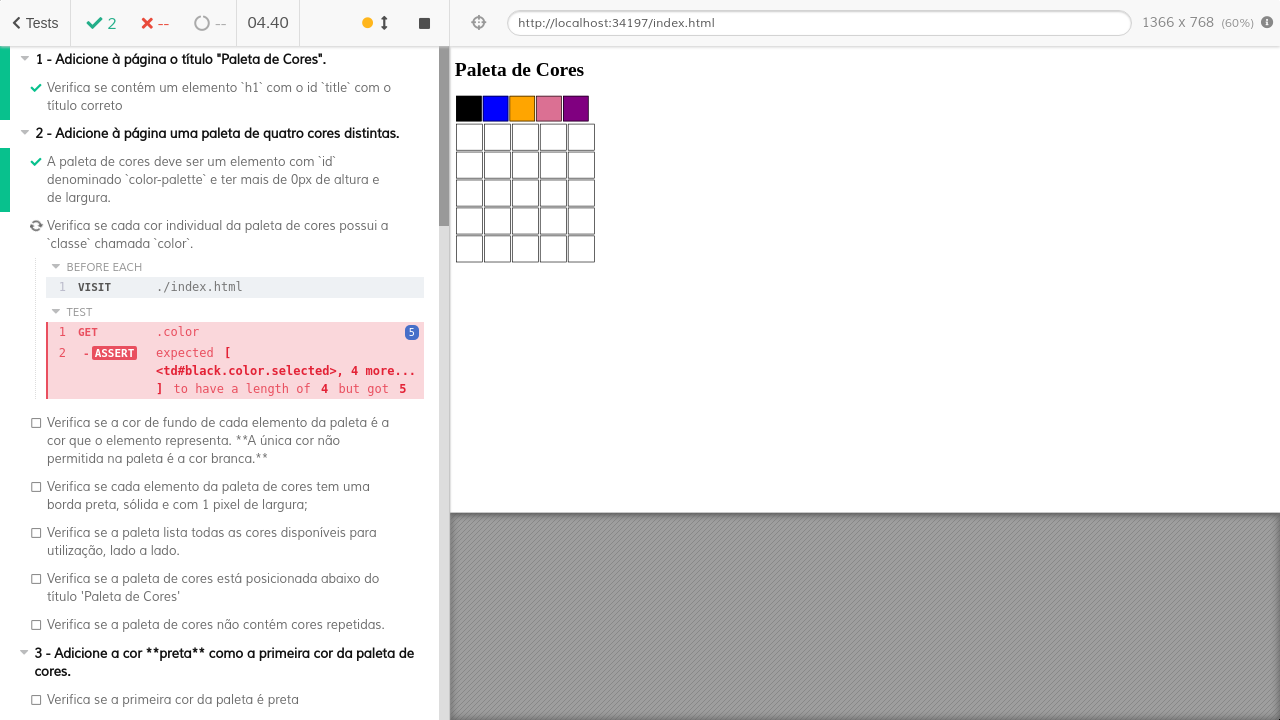 Tests 2 -- -- 04.40 http://localhost:34197/index.html 1366 x 768 (60%)
1 - Adicione à página o título "Paleta de Cores".
Verifica se contém um elemento `h1` com o id `title` com o
título correto
2 - Adicione à página uma paleta de quatro cores distintas.
A paleta de cores deve ser um elemento com `id`
denominado `color-palette` e ter mais de 0px de altura e
de largura.
Verifica se cada cor individual da paleta de cores possui a
`classe` chamada `color`.
BEFORE EACH
1 VISIT ./index.html
TEST
1 GET .color 5
2 -ASSERT expected [
<td#black.color.selected>, 4 more...
] to have a length of 4 but got 5
Verifica se a cor de fundo de cada elemento da paleta é a
cor que o elemento representa. **A única cor não
permitida na paleta é a cor branca.**
Verifica se cada elemento da paleta de cores tem uma
borda preta, sólida e com 1 pixel de largura;
Verifica se a paleta lista todas as cores disponíveis para
utilização, lado a lado.
Verifica se a paleta de cores está posicionada abaixo do
título 'Paleta de Cores'
Verifica se a paleta de cores não contém cores repetidas.
3 - Adicione a cor **preta** como a primeira cor da paleta de
cores.
Verifica se a primeira cor da paleta é preta
Paleta de Cores